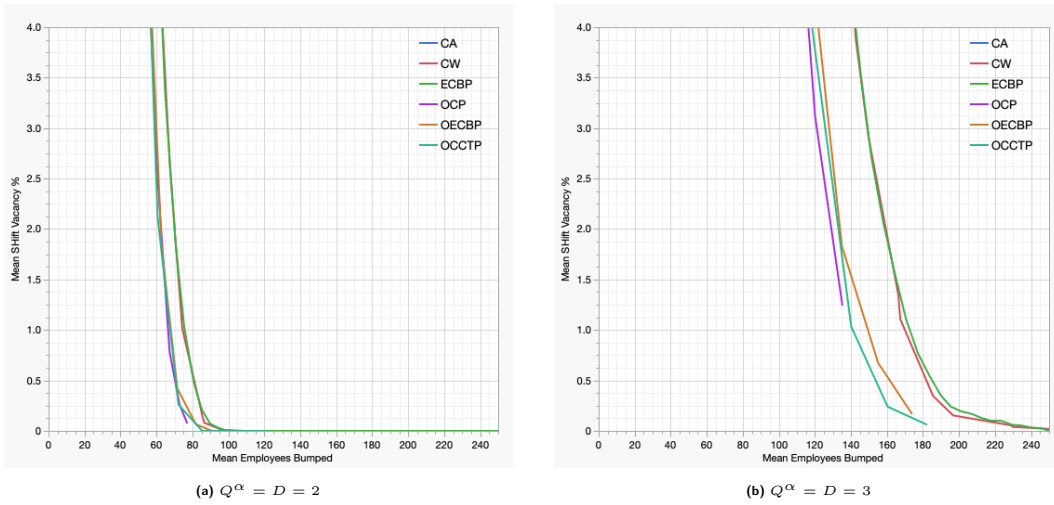 4.0
3.5
3.0
2.5
2.0
1.5
1.0
0.5
0
Mean SHift Vacancy %
0 20 40 60 80 100 120 140 160 180 200 220 240
Mean Employees Bumped
CA
CW
ECBP
OCP
OECBP
OCCTP
(a) Q^α = D = 2
4.0
3.5
3.0
2.5
2.0
1.5
1.0
0.5
0
Mean SHift Vacancy %
0 20 40 60 80 100 120 140 160 180 200 220 240
Mean Employees Bumped
CA
CW
ECBP
OCP
OECBP
OCCTP
(b) Q^α = D = 3